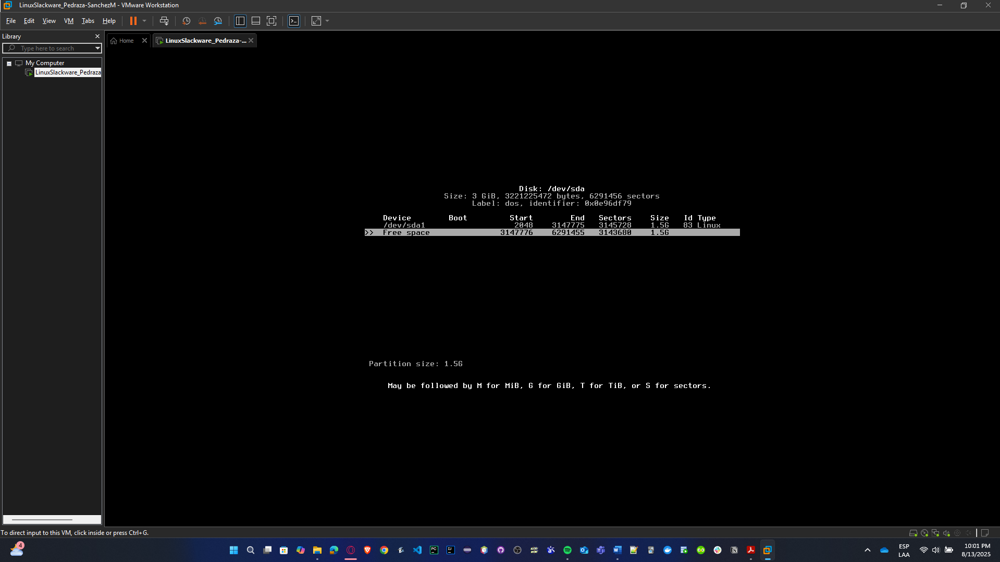 LinuxSlackware_Pedraza-SanchezM - VMware Workstation
File Edit View VM Tabs Help
Library
Type here to search
My Computer
LinuxSlackware_Pedraza
Home
LinuxSlackware_Pedraza-...
Disk: /dev/sda
Size: 3 GiB, 3221225472 bytes, 6291456 sectors
Label: dos, identifier: 0x0e96df79
Device Boot Start End Sectors Size Id Type
/dev/sda1 2048 3147775 3145728 1.5G 83 Linux
>> Free space 3147776 6291455 3143680 1.5G
Partition size: 1.5G
May be followed by M for MiB, G for GiB, T for TiB, or S for sectors.
To direct input to this VM, click inside or press Ctrl+G.
4
PC
IJ
W
N
ESP
LAA
10:01 PM
8/13/2025